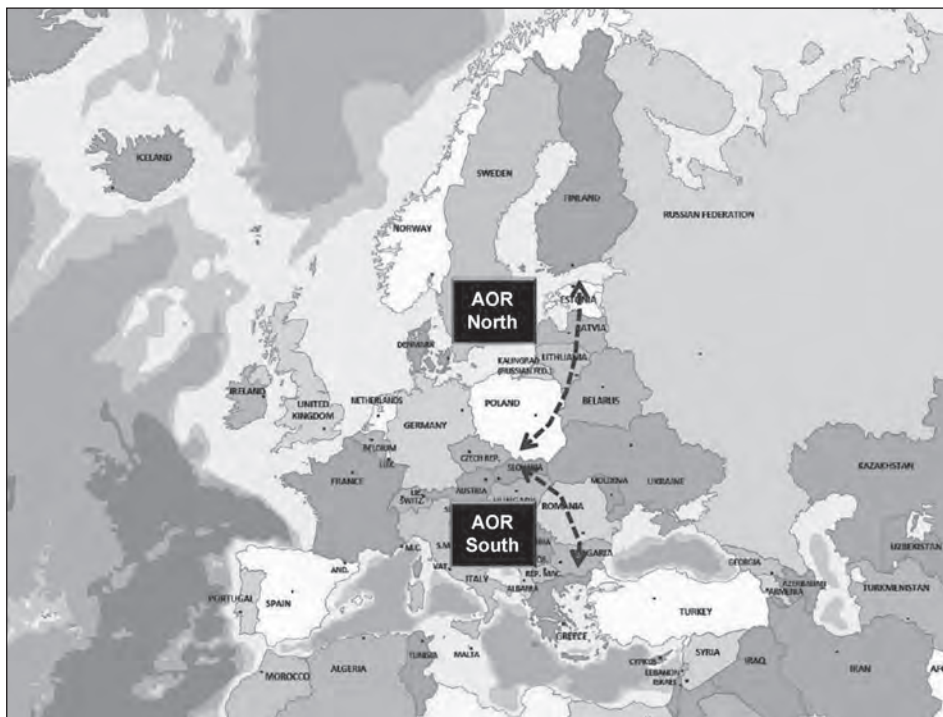 ICELAND
SWEDEN
FINLAND
RUSSIAN FEDERATION
NORWAY
AOR
North
ESTONIA
LATVIA
DENMARK
LITHUANIA
KALINGRAD
(RUSSIAN FED.)
IRELAND
UNITED
KINGDOM
NETHERLANDS
POLAND
BELARUS
GERMANY
BELGIUM
LUX.
CZECH REP.
SLOVAKIA
UKRAINE
KAZAKHSTAN
FRANCE
LIE.
SWITZ.
AUSTRIA
MOLDOVA
ROMANIA
AOR
South
UZBEKISTAN
M.C.
S.M.
VAT.
ITALY
BULGARIA
GEORGIA
AND.
REP. MAC.
ALBANIA
ARMENIA
AZERBAIJAN
TURKMENISTAN
PORTUGAL
SPAIN
TURKEY
GREECE
MOROCCO
ALGERIA
TUNISIA
MALTA
CYPRUS
LEBANON
ISRAEL
SYRIA
IRAQ
IRAN